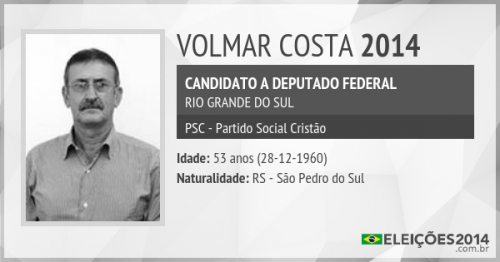 VOLMAR COSTA 2014
CANDIDATO A DEPUTADO FEDERAL
RIO GRANDE DO SUL
PSC - Partido Social Cristão
Idade: 53 anos (28-12-1960)
Naturalidade: RS - São Pedro do Sul
ELEIÇÕES2014
.com.br